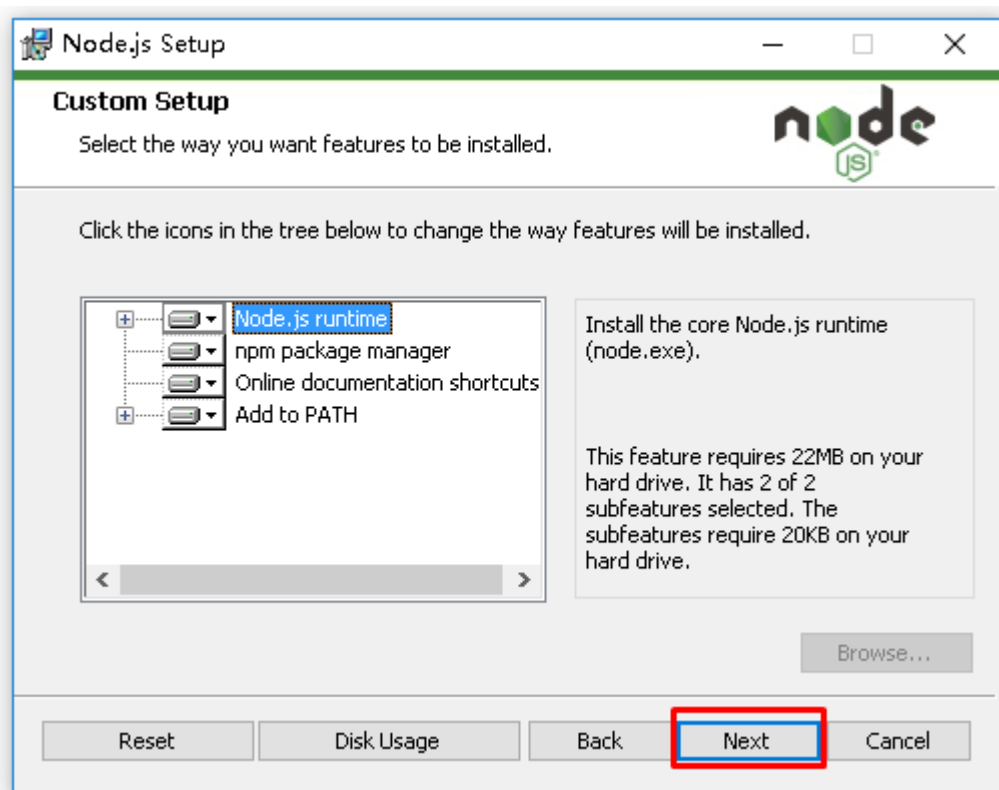 Node.js Setup
Custom Setup
Select the way you want features to be installed.
node
JS
Click the icons in the tree below to change the way features will be installed.
Node.js runtime
npm package manager
Online documentation shortcuts
Add to PATH
Install the core Node.js runtime
(node.exe).
This feature requires 22MB on your
hard drive. It has 2 of 2
subfeatures selected. The
subfeatures require 20KB on your
hard drive.
Browse...
Reset
Disk Usage
Back
Next
Cancel